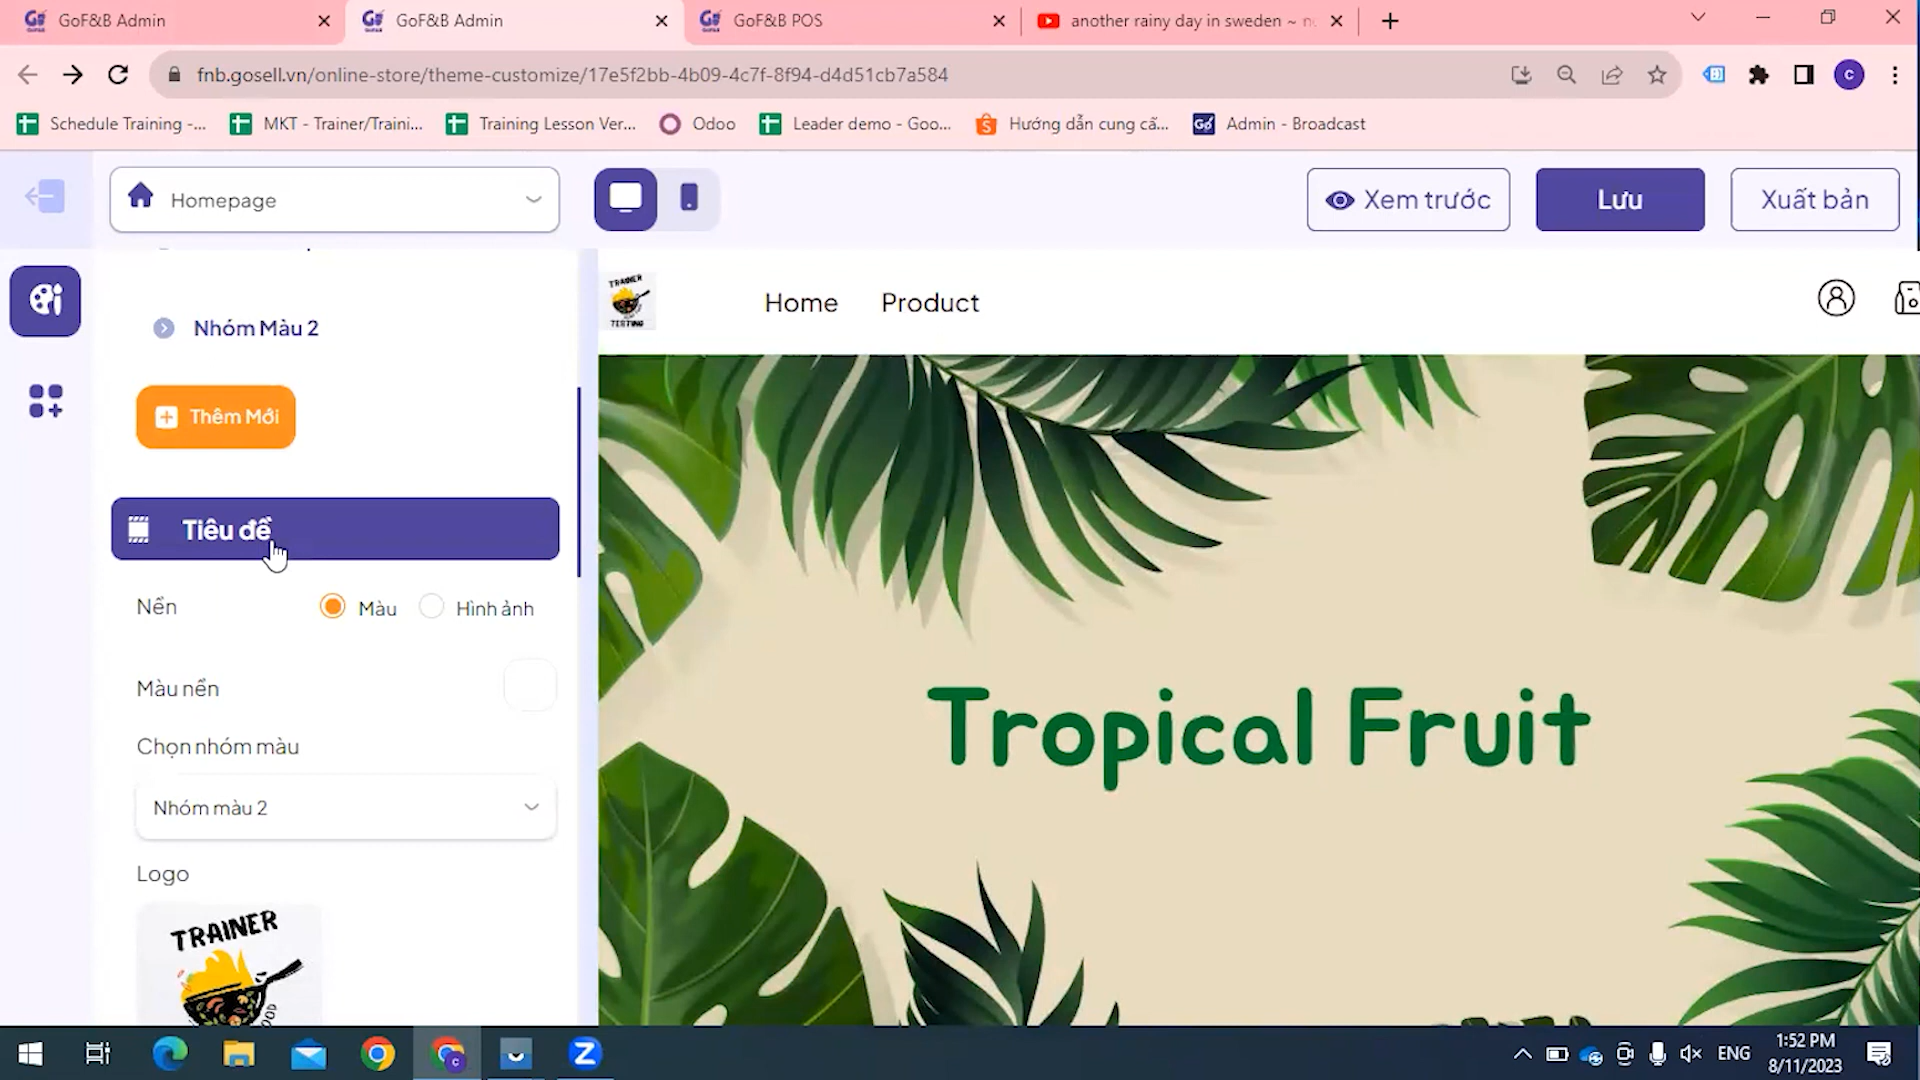 GoF&B Admin
GoF&B Admin
GoF&B POS
another rainy day in sweden ~
fnb.gosell.vn/online-store/theme-customize/17e5f2bb-4b09-4c7f-8f94-d4d51cb7a584
Schedule Training -...
MKT - Trainer/Traini...
Training Lesson Ver...
Odoo
Leader demo - Goo...
Hướng dẫn cung cấ...
Admin - Broadcast
Homepage
Xem trước
Lưu
Xuất bản
Nhóm Màu 2
Thêm Mới
Tiêu đề
Nền
Màu
Hình ảnh
Màu nền
Chọn nhóm màu
Nhóm màu 2
Logo
TRAINER
TRAINER
TESTING
Home
Product
Tropical Fruit
ENG
1:52 PM
8/11/2023